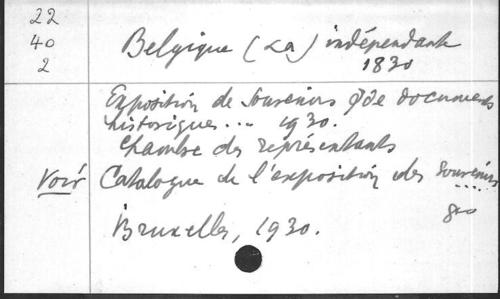 22
40
2
Belgique (La) indépendante
1830
Exposition de Souvenirs & de documents
historiques... 1930.
Chambre des représentants
Voir Catalogue de l'exposition des Souvenirs
....
8vo
Bruxelles, 1930.